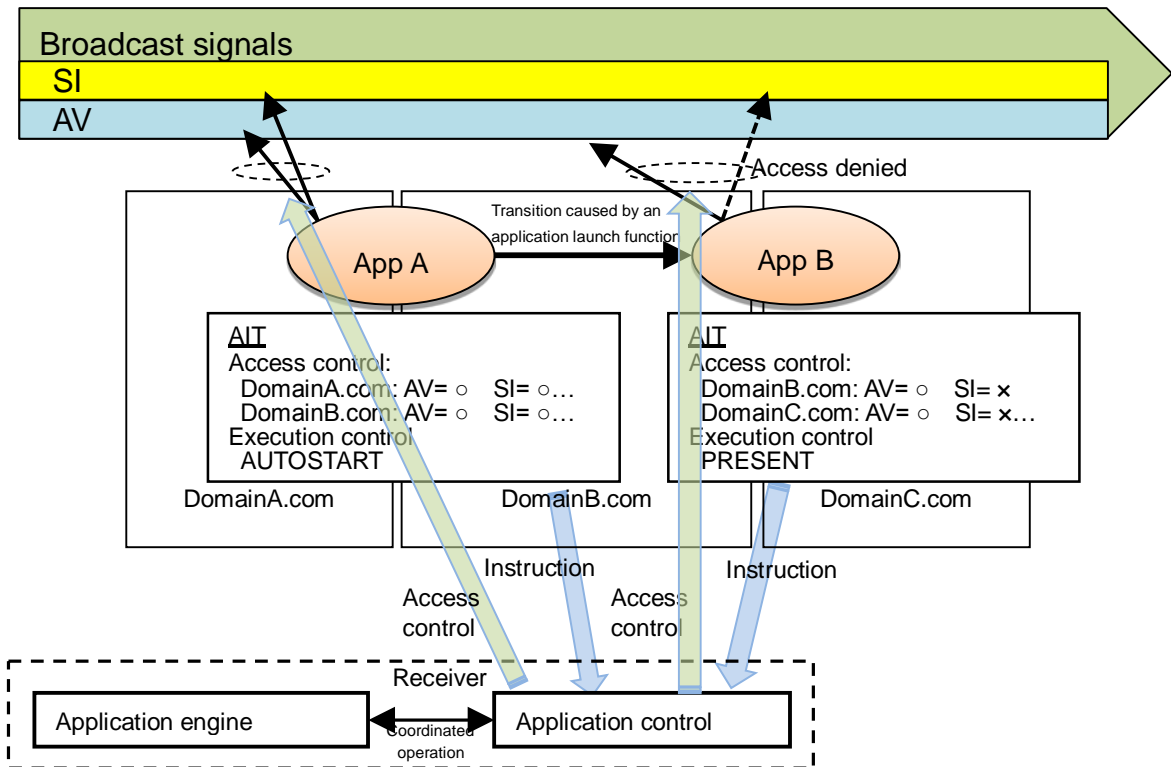 Broadcast signals
SI
AV
Access denied
Transition caused by an
application launch function
App A
App B
AIT
Access control:
DomainA.com: AV= ○ SI= ○…
DomainB.com: AV= ○ SI= ○…
Execution control
AUTOSTART
AIT
Access control:
DomainB.com: AV= ○ SI= ×
DomainC.com: AV= ○ SI= ×…
Execution control
PRESENT
DomainA.com
DomainB.com
DomainC.com
Instruction
Instruction
Access
control
Access
control
Receiver
Application engine
Coordinated
operation
Application control